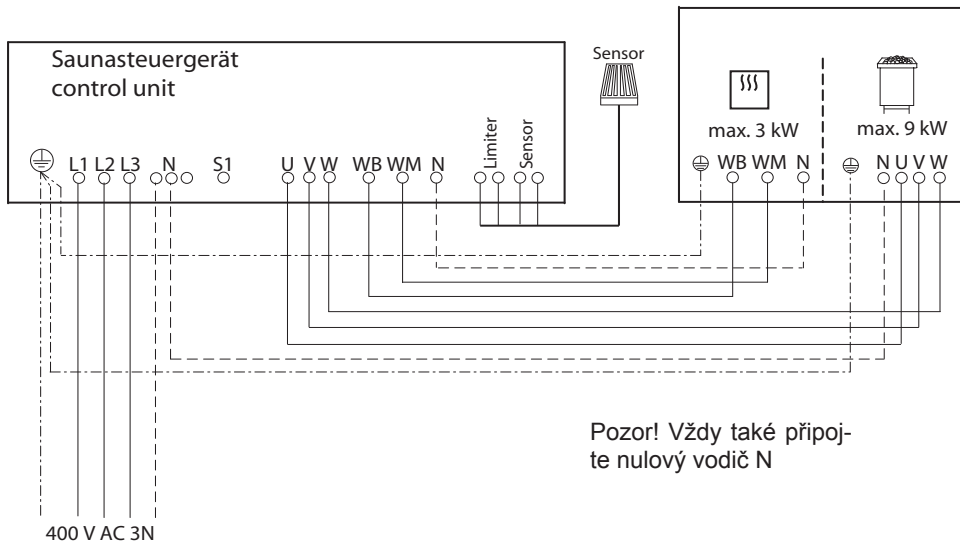 Saunasteuergerät
control unit
Sensor
max. 3 kW
max. 9 kW
L1 L2 L3 N S1 U V W WB WM N
Limiter
Sensor
WB WM N
N U V W
Pozor! Vždy také připoj-
te nulový vodič N
400 V AC 3N